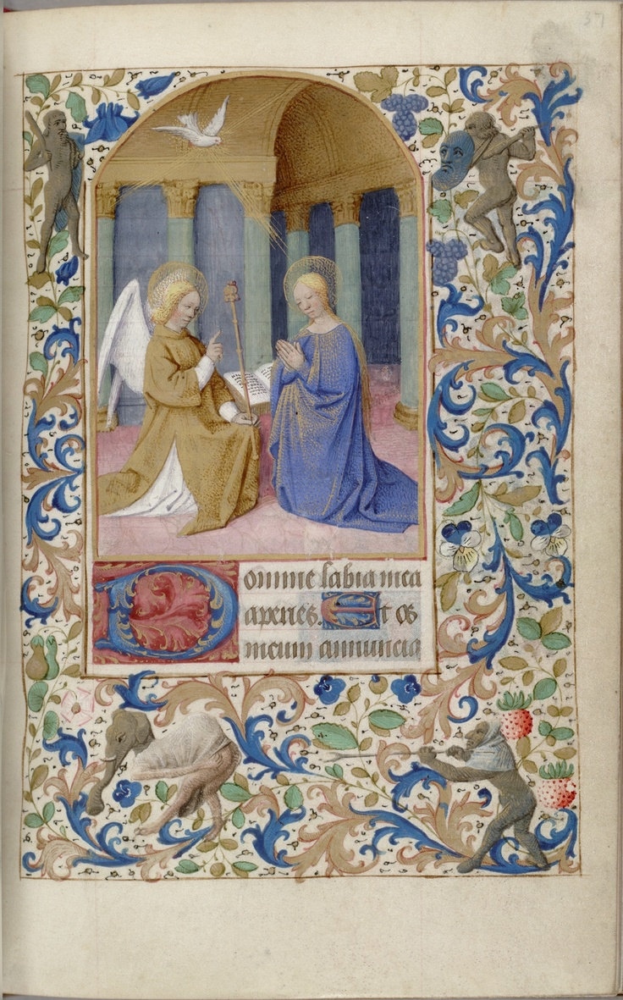 37
Domine labia mea
aperies. Et os
meum annuncia